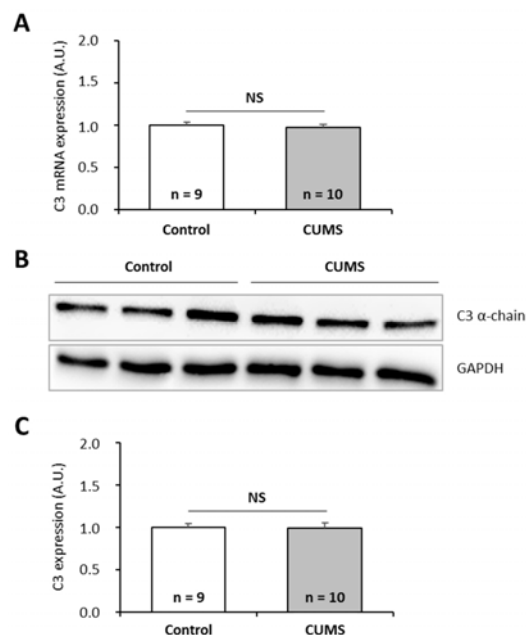 A
C3 mRNA expression (A.U.)
2.0
1.5
1.0
0.5
0.0
NS
n = 9
n = 10
Control
CUMS
B
Control
CUMS
C3 α-chain
GAPDH
C
C3 expression (A.U.)
2.0
1.5
1.0
0.5
0.0
NS
n = 9
n = 10
Control
CUMS